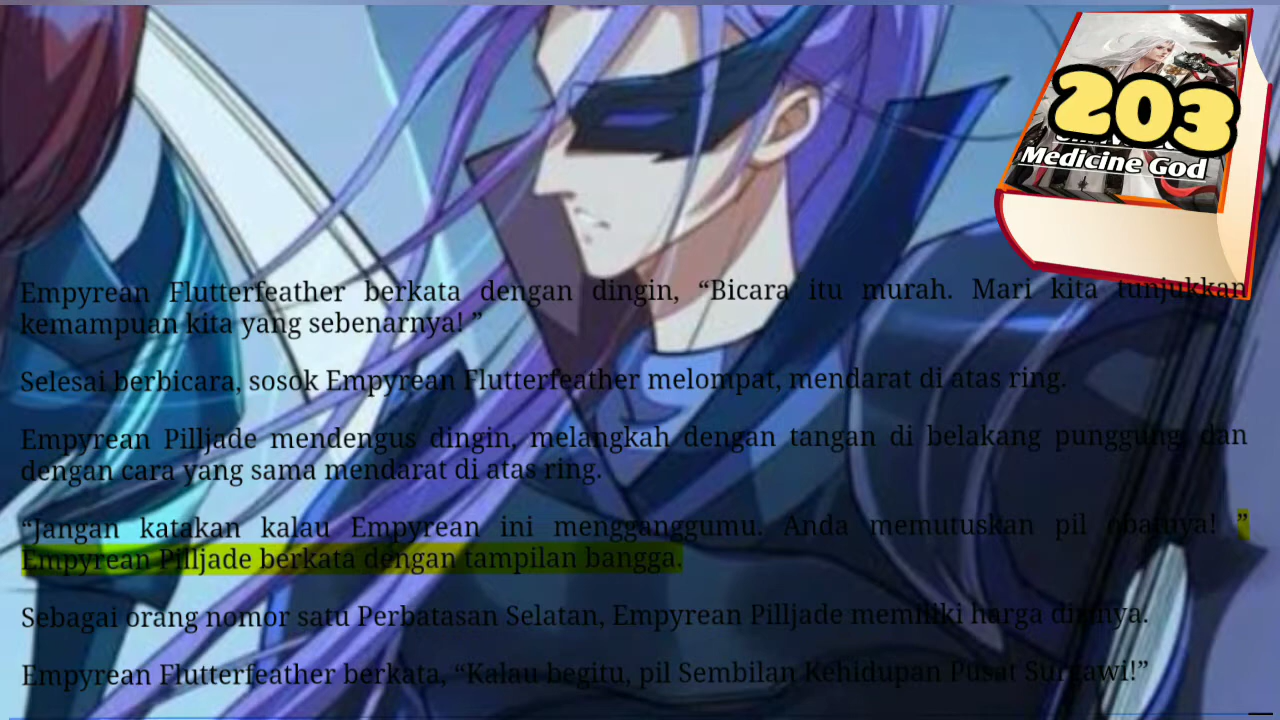 203
Medicine God
Empyrean Flutterfeather berkata dengan dingin, “Bicara itu murah. Mari kita tunjukkan
kemampuan kita yang sebenarnya! ”
Selesai berbicara, sosok Empyrean Flutterfeather melompat, mendarat di atas ring.
Empyrean Pilljade mendengus dingin, melangkah dengan tangan di belakang punggung, dan
dengan cara yang sama mendarat di atas ring.
“Jangan katakan kalau Empyrean ini mengganggumu. Anda memutuskan pil obatnya! ”
Empyrean Pilljade berkata dengan tampilan bangga.
Sebagai orang nomor satu Perbatasan Selatan, Empyrean Pilljade memiliki harga dirinya.
Empyrean Flutterfeather berkata, “Kalau begitu, pil Sembilan Kehidupan Pusat Surgawi!”